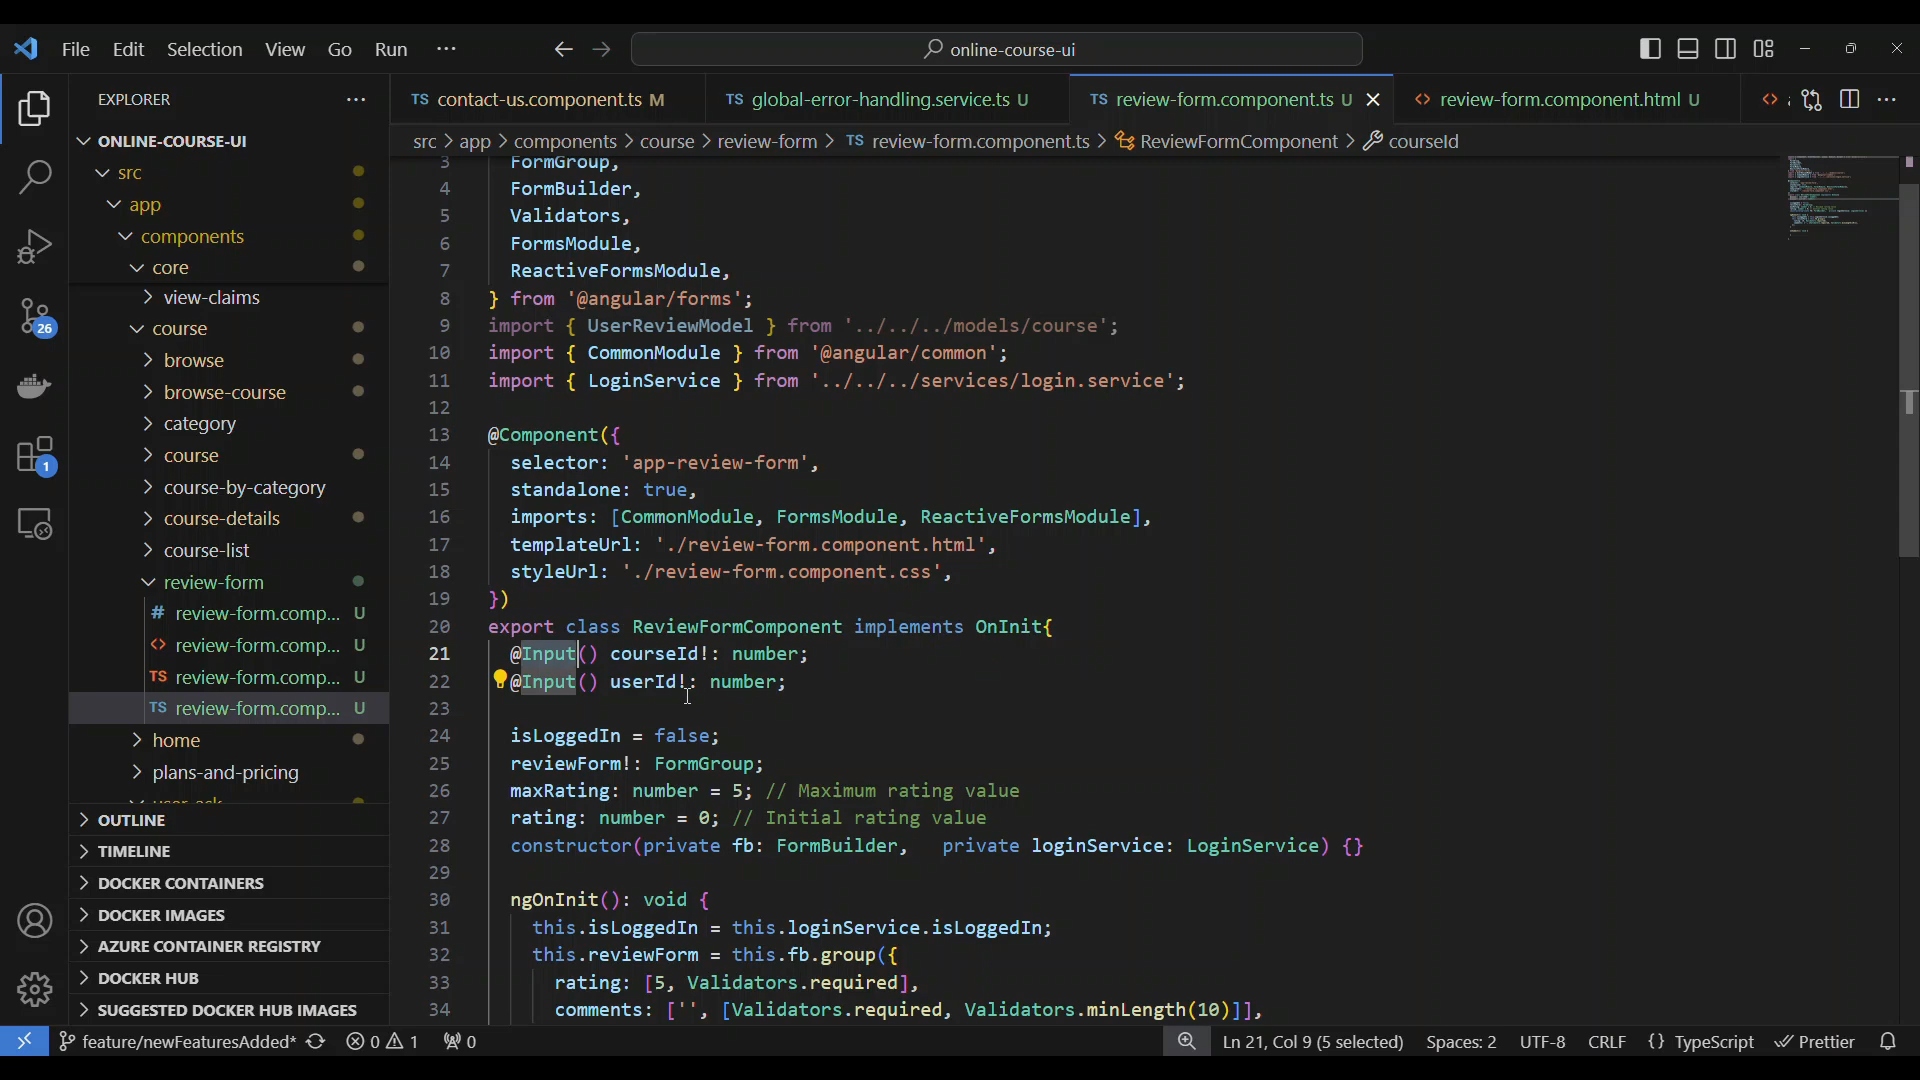 File Edit Selection View Go Run ···
online-course-ui
EXPLORER
TS contact-us.component.ts M
TS global-error-handling.service.ts U
TS review-form.component.ts U
<> review-form.component.html U
src > app > components > course > review-form > TS review-form.component.ts > ReviewFormComponent > courseId
ONLINE-COURSE-UI
src
app
components
core
view-claims
course
browse
browse-course
category
course
course-by-category
course-details
course-list
review-form
# review-form.comp... U
<> review-form.comp... U
TS review-form.comp... U
TS review-form.comp... U
home
plans-and-pricing
user-ask
OUTLINE
TIMELINE
DOCKER CONTAINERS
DOCKER IMAGES
AZURE CONTAINER REGISTRY
DOCKER HUB
SUGGESTED DOCKER HUB IMAGES
26
1
3 FormGroup,
4 FormBuilder,
5 Validators,
6 FormsModule,
7 ReactiveFormsModule,
8 } from '@angular/forms';
9 import { UserReviewModel } from '../../../models/course';
10 import { CommonModule } from '@angular/common';
11 import { LoginService } from '../../../services/login.service';
12
13 @Component({
14 selector: 'app-review-form',
15 standalone: true,
16 imports: [CommonModule, FormsModule, ReactiveFormsModule],
17 templateUrl: './review-form.component.html',
18 styleUrl: './review-form.component.css',
19 })
20 export class ReviewFormComponent implements OnInit{
21 @Input() courseId!: number;
22 @Input() userId!: number;
23
24 isLoggedIn = false;
25 reviewForm!: FormGroup;
26 maxRating: number = 5; // Maximum rating value
27 rating: number = 0; // Initial rating value
28 constructor(private fb: FormBuilder,   private loginService: LoginService) {}
29
30 ngOnInit(): void {
31 this.isLoggedIn = this.loginService.isLoggedIn;
32 this.reviewForm = this.fb.group({
33 rating: [5, Validators.required],
34 comments: ['', [Validators.required, Validators.minLength(10)]],
feature/newFeaturesAdded* 0 1 0
Ln 21, Col 9 (5 selected) Spaces: 2 UTF-8 CRLF {} TypeScript Prettier